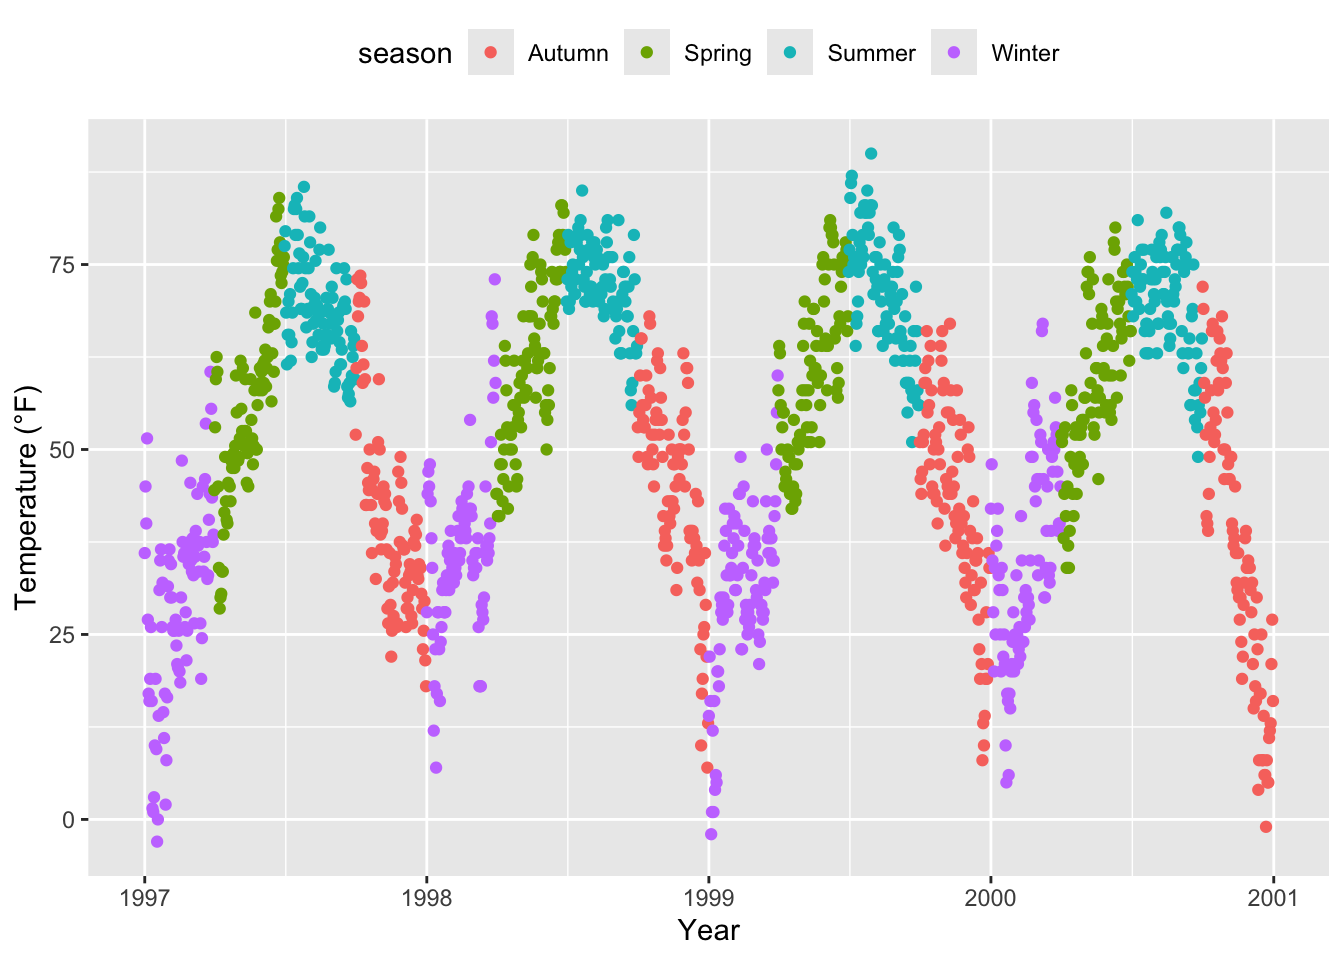 season Autumn Spring Summer Winter
75
50
25
0
Temperature (°F)
1997 1998 1999 2000 2001
Year